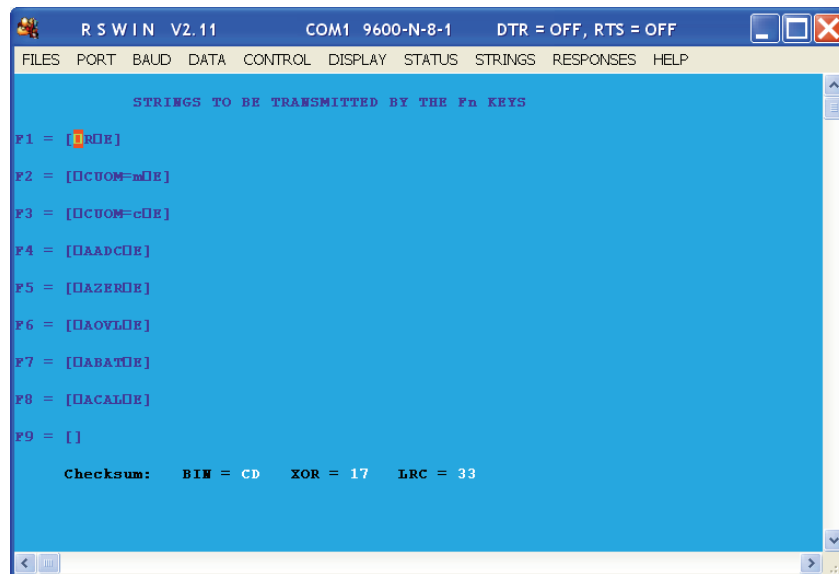 RSWIN V2.11 COM1 9600-N-8-1 DTR = OFF, RTS = OFF
FILES PORT BAUD DATA CONTROL DISPLAY STATUS STRINGS RESPONSES HELP
STRINGS TO BE TRANSMITTED BY THE Fn KEYS
F1 = [□R□E]
F2 = [□CUOM=m□E]
F3 = [□CUOM=c□E]
F4 = [□AADC□E]
F5 = [□AZER□E]
F6 = [□AOVL□E]
F7 = [□ABAT□E]
F8 = [□ACAL□E]
F9 = []
Checksum: BIN = CD XOR = 17 LRC = 33